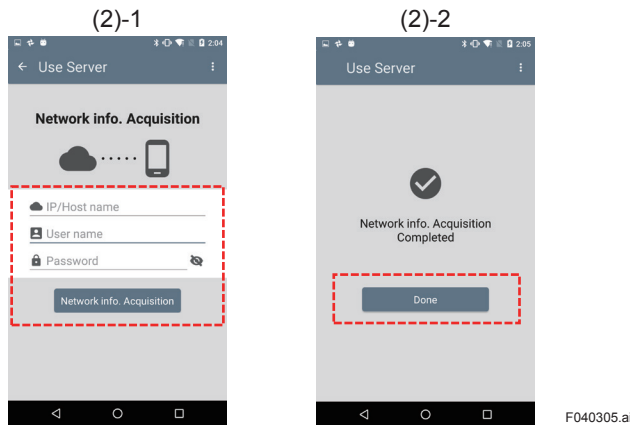 (2)-1
2:04
Use Server
Network info. Acquisition
IP/Host name
User name
Password
Network info. Acquisition
(2)-2
2:05
Use Server
Network info. Acquisition
Completed
Done
F040305.ai